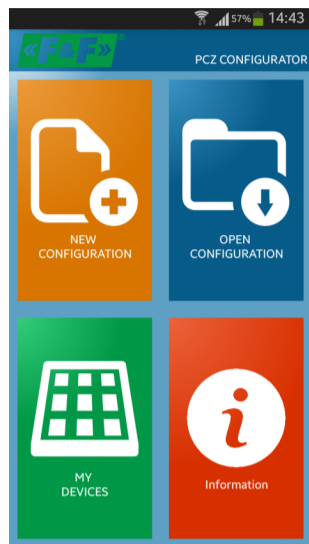 57% 14:43
«F&F»®
PCZ CONFIGURATOR
NEW
CONFIGURATION
OPEN
CONFIGURATION
MY
DEVICES
i
Information